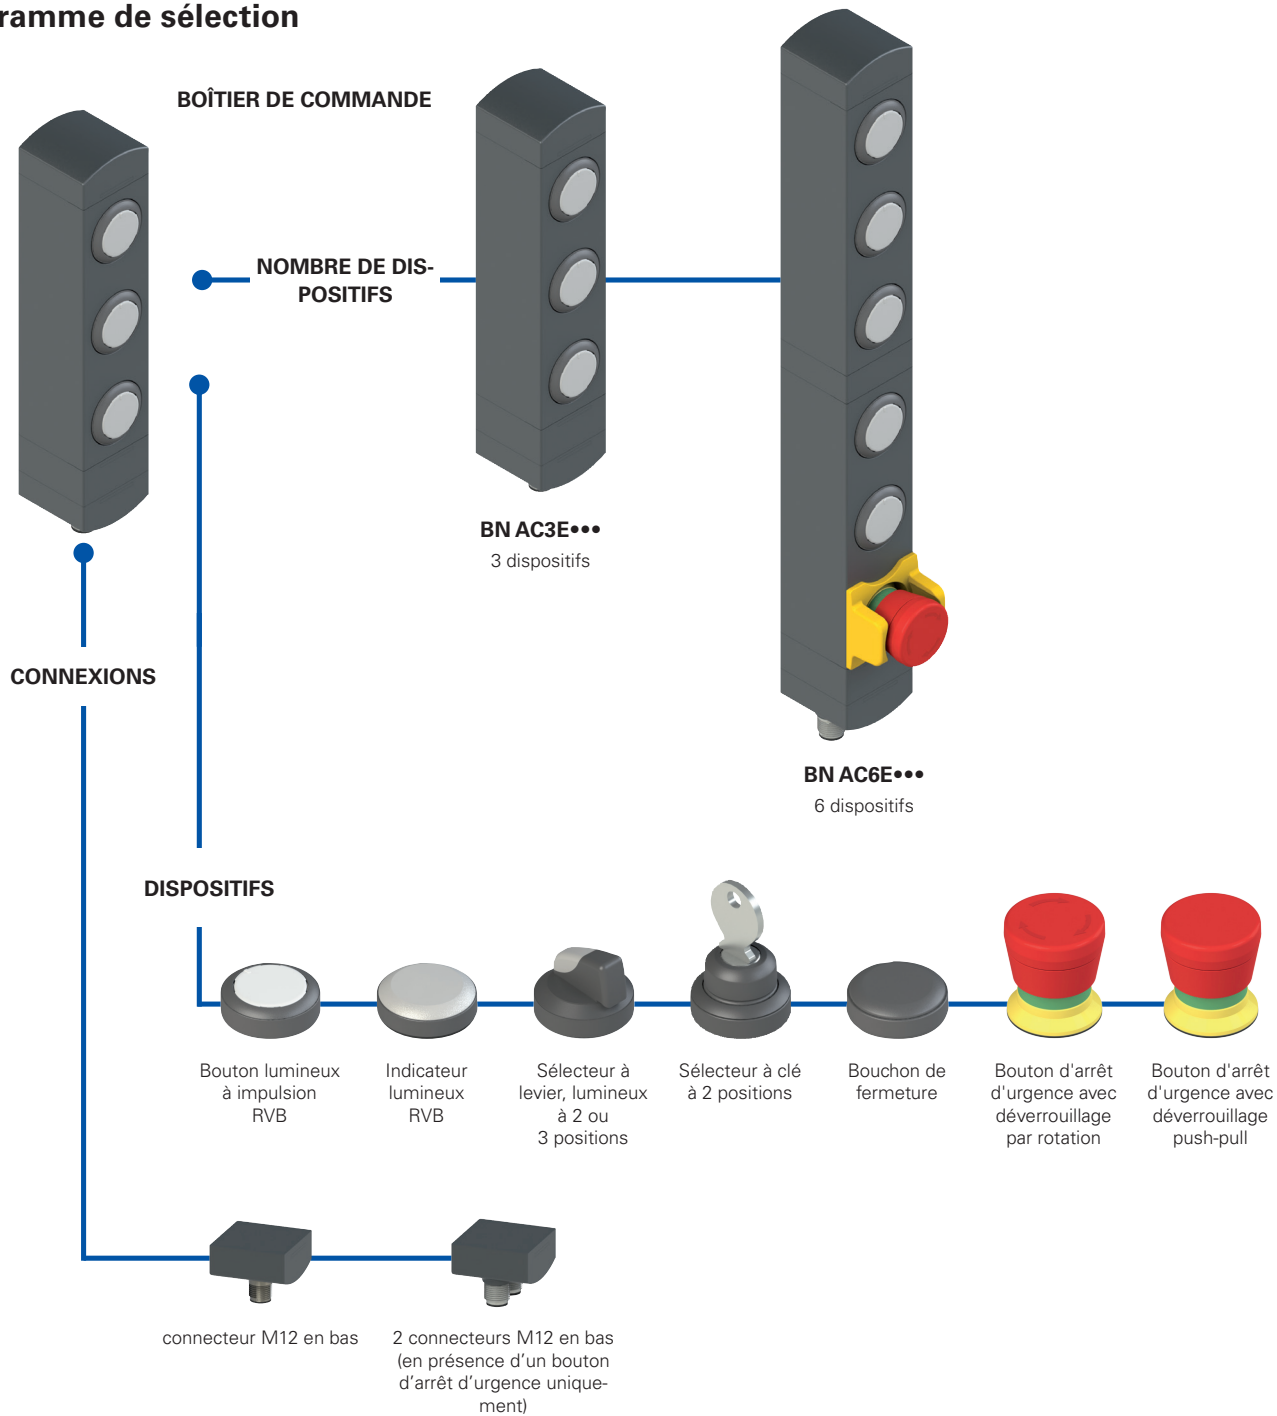 ramme de sélection
BOÎTIER DE COMMANDE
NOMBRE DE DIS-
POSITIFS
BN AC3E•••
3 dispositifs
CONNEXIONS
BN AC6E•••
6 dispositifs
DISPOSITIFS
Bouton lumineux
à impulsion
RVB
Indicateur
lumineux
RVB
Sélecteur à
levier, lumineux
à 2 ou
3 positions
Sélecteur à clé
à 2 positions
Bouchon de
fermeture
Bouton d'arrêt
d'urgence avec
déverrouillage
par rotation
Bouton d'arrêt
d'urgence avec
déverrouillage
push-pull
connecteur M12 en bas
2 connecteurs M12 en bas
(en présence d’un bouton
d’arrêt d’urgence unique-
ment)